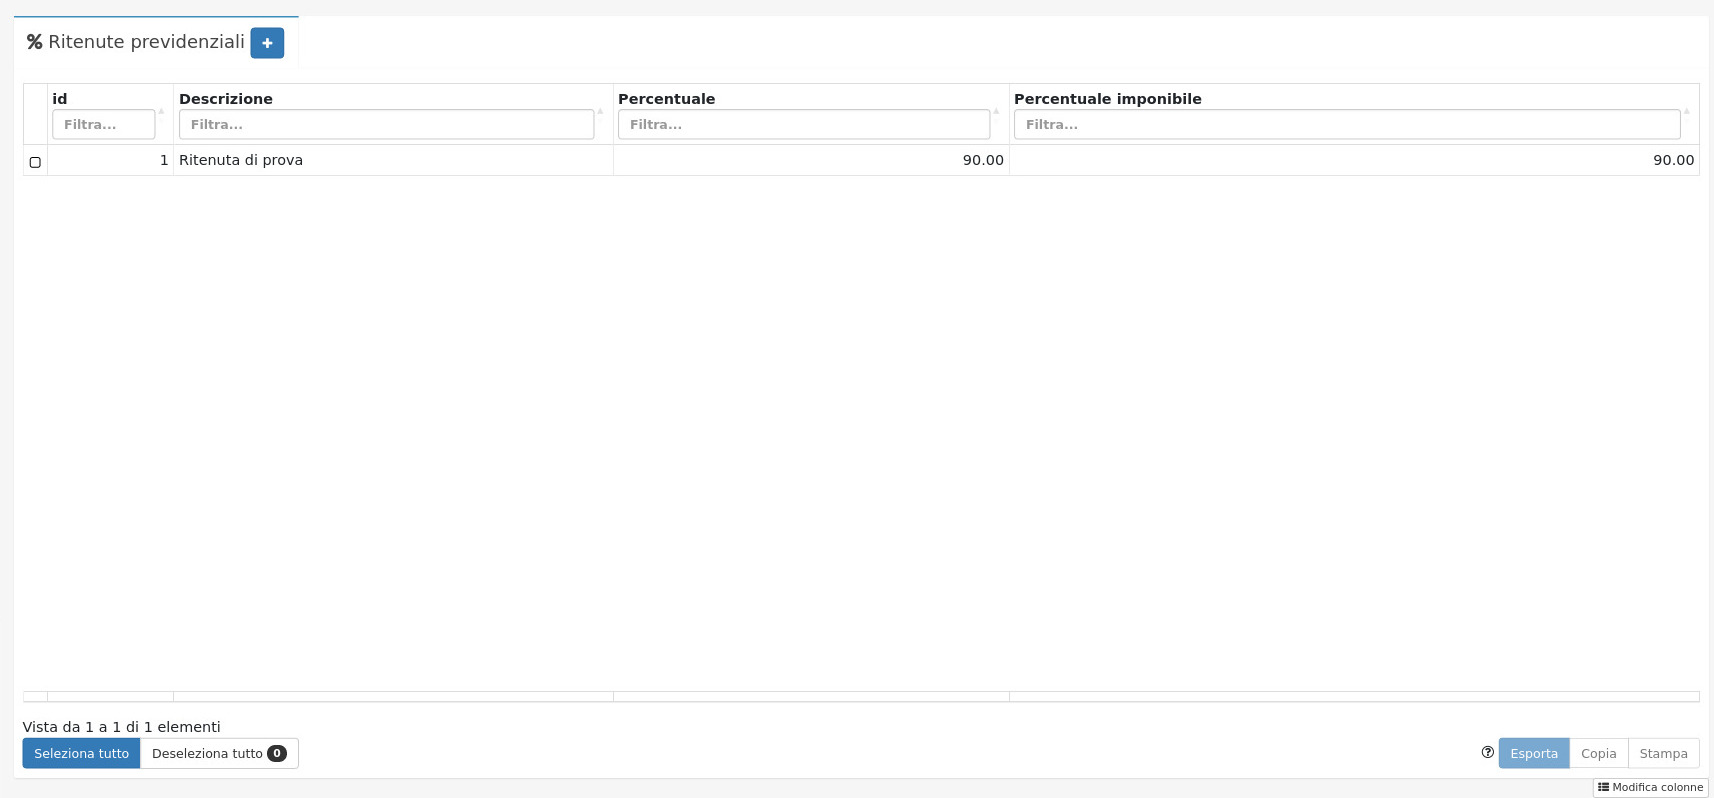 % Ritenute previdenziali
id Descrizione Percentuale Percentuale imponibile
Filtra... Filtra... Filtra... Filtra...
1 Ritenuta di prova 90.00 90.00
Vista da 1 a 1 di 1 elementi
Seleziona tutto Deseleziona tutto 0 Esporta Copia Stampa
Modifica colonne